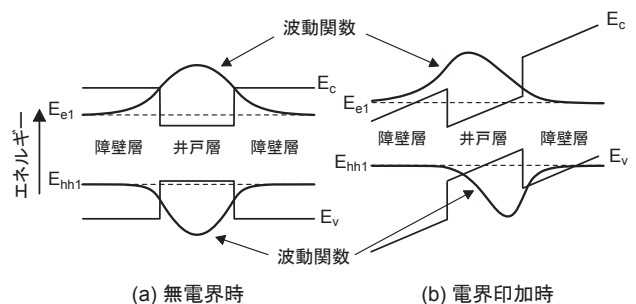 波動関数
E_c
E_c
E_e1
E_e1
障壁層 井戸層 障壁層
障壁層 井戸層 障壁層
エネルギー
E_hh1
E_hh1
E_v
E_v
波動関数
(a) 無電界時
(b) 電界印加時